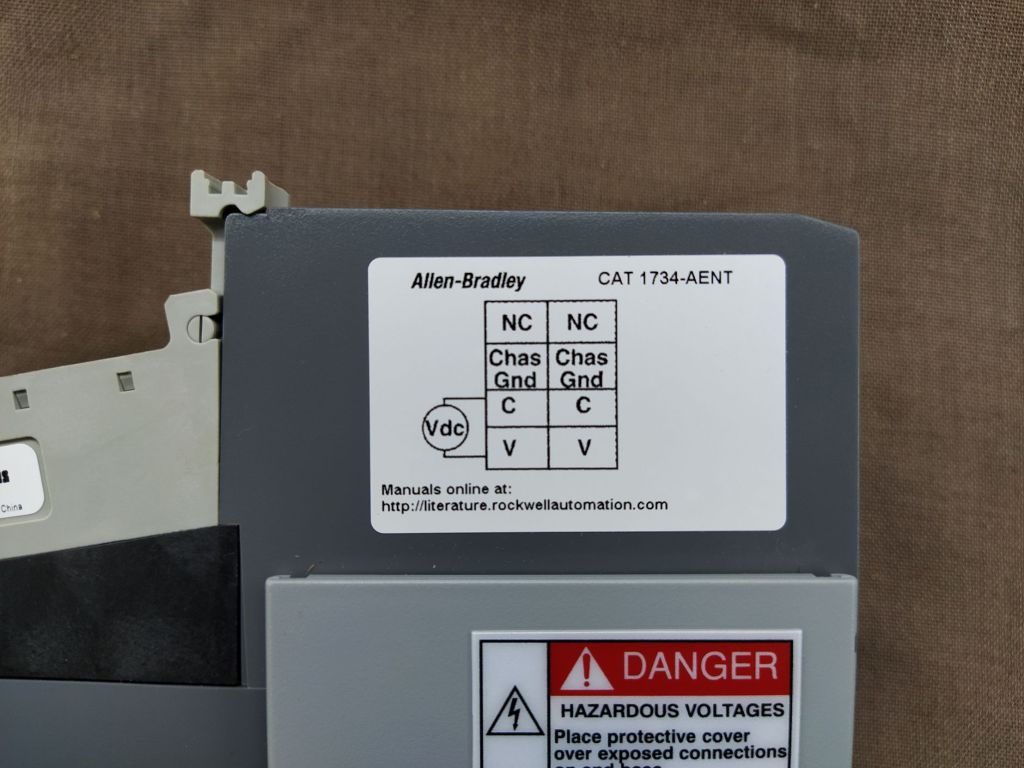 Allen-Bradley CAT 1734-AENT
NC NC
Chas Chas
Gnd Gnd
C C
Vdc
V V
Manuals online at:
http://literature.rockwellautomation.com
China
DANGER
HAZARDOUS VOLTAGES
Place protective cover
over exposed connections